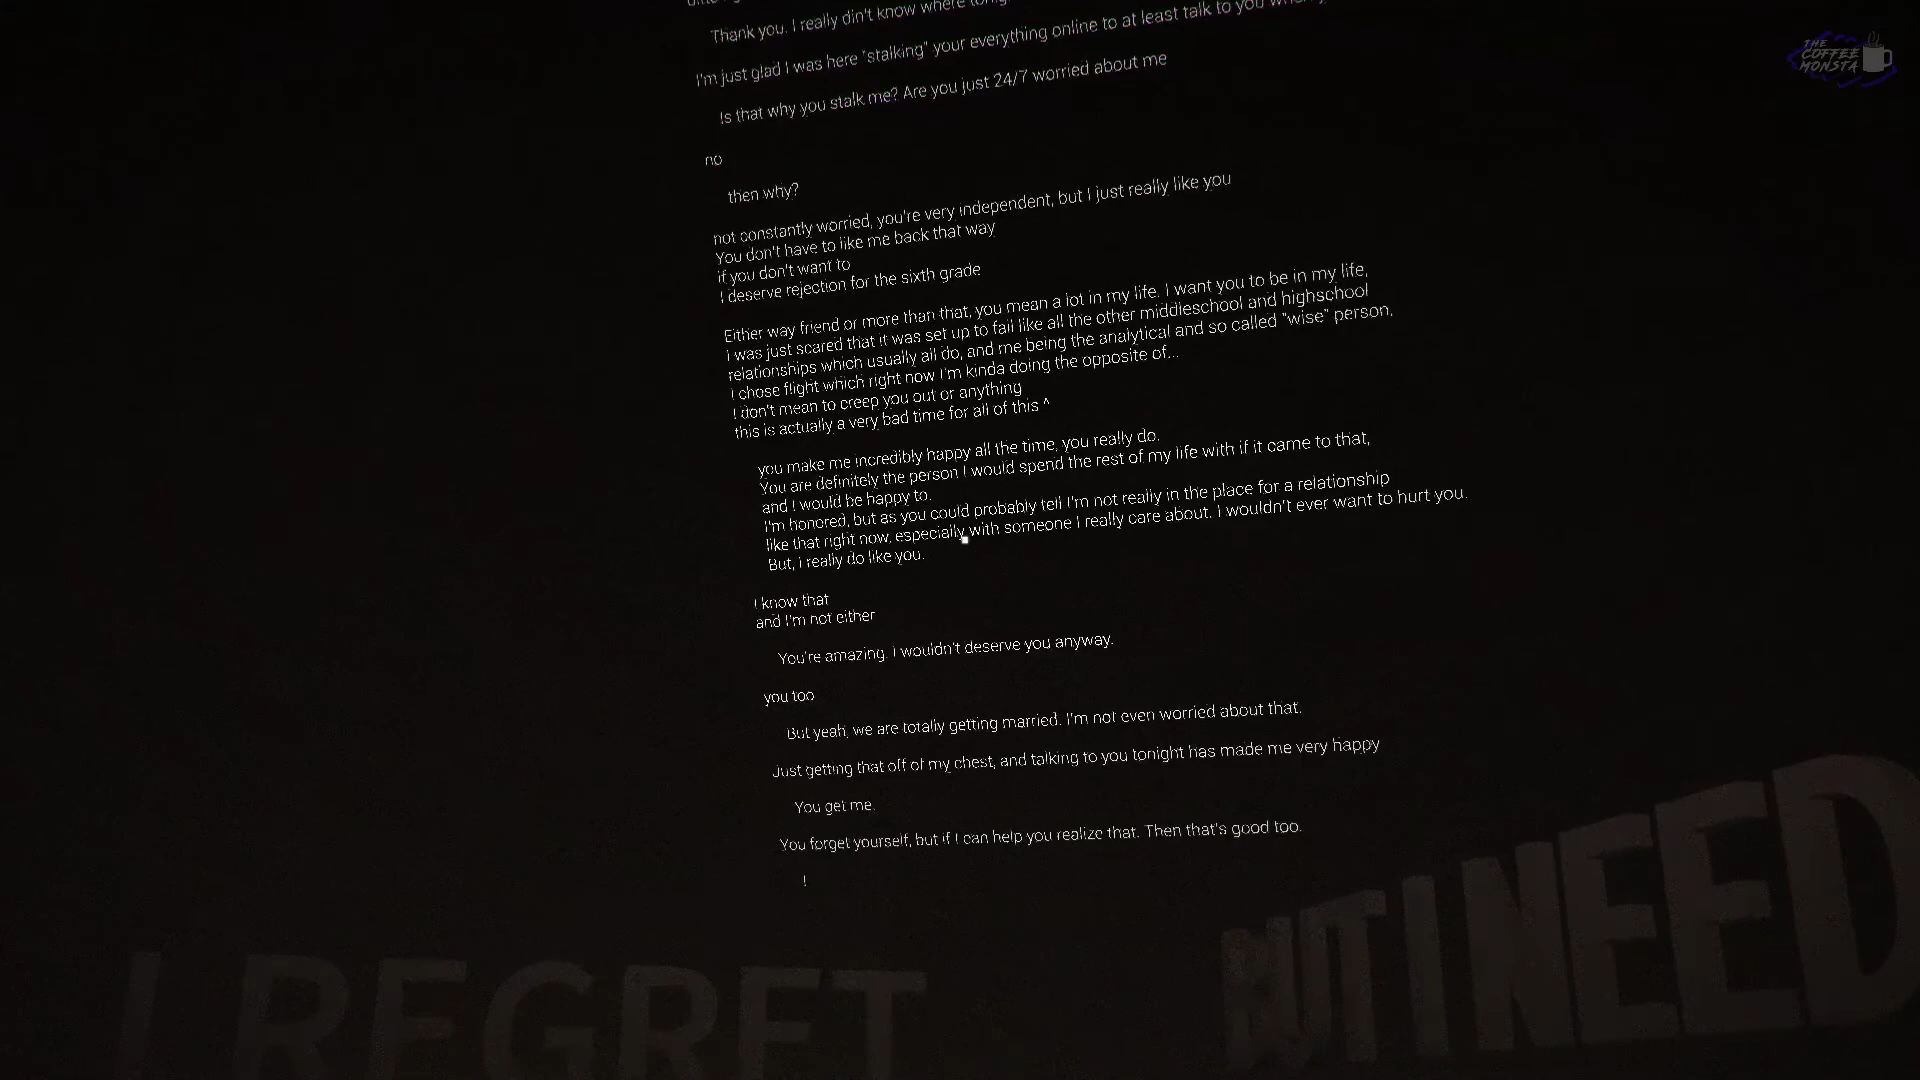 Thank you. I really din't know where
I'm just glad I was here "stalking" your everything online to at least talk to you
Is that why you stalk me? Are you just 24/7 worried about me
no
then why?
not constantly worried, you're very independent, but I just really like you
You don't have to like me back that way
if you don't want to
I deserve rejection for the sixth grade
Either way friend or more than that, you mean a lot in my life. I want you to be in my life,
I was just scared that it was set up to fail like all the other middleschool and highschool
relationships which usually all do, and me being the analytical and so called "wise" person,
I chose flight which right now I'm kinda doing the opposite of...
I don't mean to creep you out or anything
this is actually a very bad time for all of this ^
you make me incredibly happy all the time, you really do.
You are definitely the person I would spend the rest of my life with if it came to that,
and I would be happy to.
I'm honored, but as you could probably tell I'm not really in the place for a relationship
like that right now, especially with someone I really care about. I wouldn't ever want to hurt you.
But, i really do like you.
I know that
and I'm not either
You're amazing. I wouldn't deserve you anyway.
you too
But yeah, we are totally getting married. I'm not even worried about that.
Just getting that off of my chest, and talking to you tonight has made me very happy
You get me.
You forget yourself, but if I can help you realize that. Then that's good too.
!
I REGRET
BUT I NEED
THE
COFFEE
MONSTA